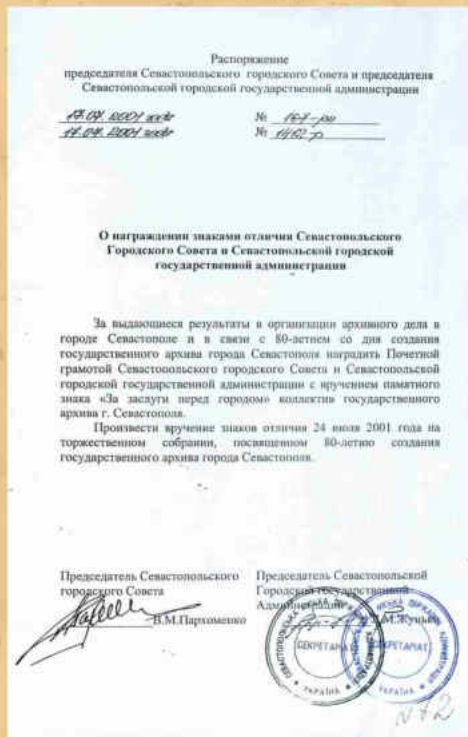 Распоряжение
председателя Севастопольского городского Совета и председателя
Севастопольской городской государственной администрации
17.07.2001 года №
17.07.2001 года №
О награждении знаками отличия Севастопольского
Городского Совета и Севастопольской городской
государственной администрации
За выдающиеся результаты в организации архивного дела в
городе Севастополе и в связи с 80-летием со дня создания
государственного архива города Севастополя наградить Почетной
грамотой Севастопольского городского Совета и Севастопольской
городской государственной администрации с вручением памятного
знака «За заслуги перед городом» коллектив государственного
архива г. Севастополя.
Произвести вручение знаков отличия 24 июля 2001 года на
торжественном собрании, посвященном 80-летию создания
государственного архива города Севастополя.
Председатель Севастопольского
городского Совета
В.М.Пархоменко
Председатель Севастопольской
Городской государственной
Администрации
СЕКРЕТАРІАТ
УКРАЇНА
СЕКРЕТАРІАТ
УКРАЇНА